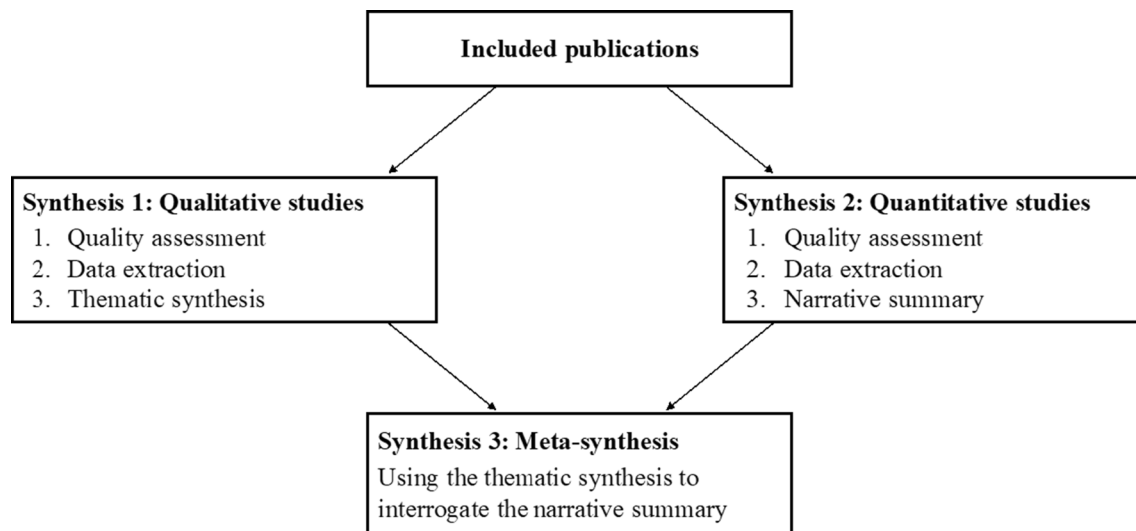 Included publications
Synthesis 1: Qualitative studies
1. Quality assessment
2. Data extraction
3. Thematic synthesis
Synthesis 2: Quantitative studies
1. Quality assessment
2. Data extraction
3. Narrative summary
Synthesis 3: Meta-synthesis
Using the thematic synthesis to
interrogate the narrative summary